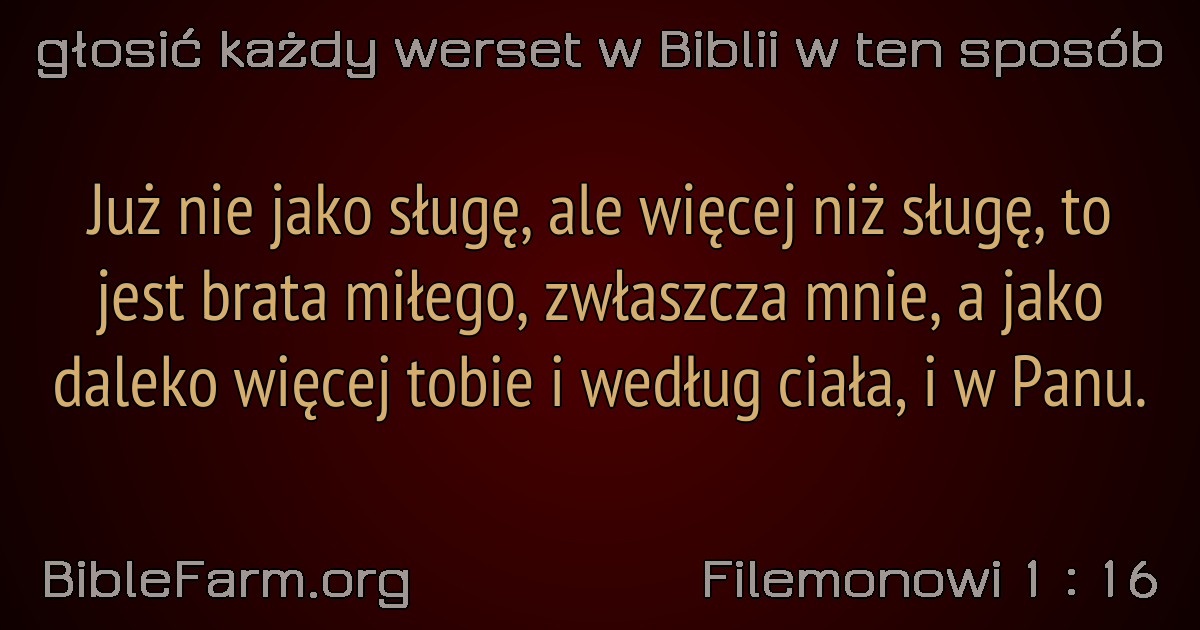 głosić każdy werset w Biblii w ten sposób
Już nie jako sługę, ale więcej niż sługę, to
jest brata miłego, zwłaszcza mnie, a jako
daleko więcej tobie i według ciała, i w Panu.
BibleFarm.org
Filemonowi 1 : 16